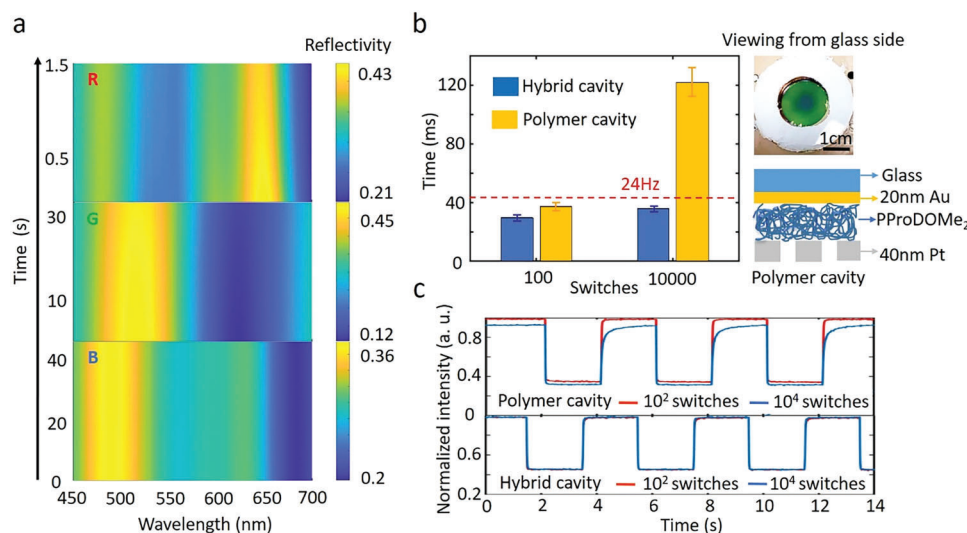 a
Reflectivity
1.5
0.5
R
0.43
0.21
30
10
G
0.45
0.12
40
20
0
B
0.36
0.2
Time (s)
450 500 550 600 650 700
Wavelength (nm)
b
120
80
40
0
Time (ms)
Hybrid cavity
Polymer cavity
24Hz
100 10000
Switches
Viewing from glass side
1cm
Glass
20nm Au
PProDOMe₂
40nm Pt
Polymer cavity
c
Normalized intensity (a. u.)
0.8
0.4
0
Polymer cavity 10² switches 10⁴ switches
0.6
0.2
Hybrid cavity 10² switches 10⁴ switches
0 2 4 6 8 10 12 14
Time (s)